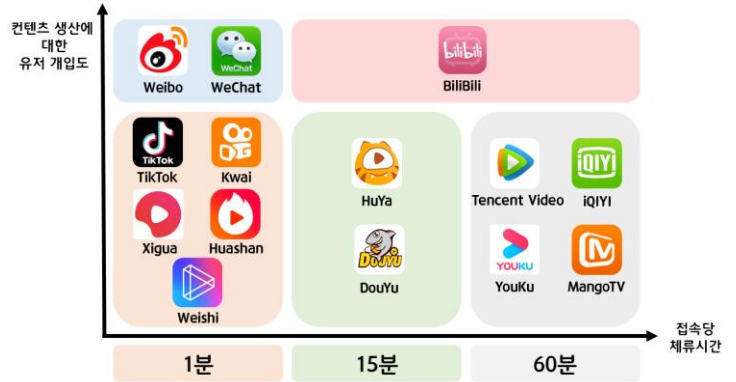 컨텐츠 생산에
대한
유저 개입도
WeChat
bilibili
Weibo WeChat
BiliBili
TikTok
TikTok Kwai
HuYa
iQIYI
Tencent Video iQIYI
Xigua Huashan
DOUYU
YOUKU
DouYu
YouKu MangoTV
Weishi
접속당
체류시간
1분 15분 60분